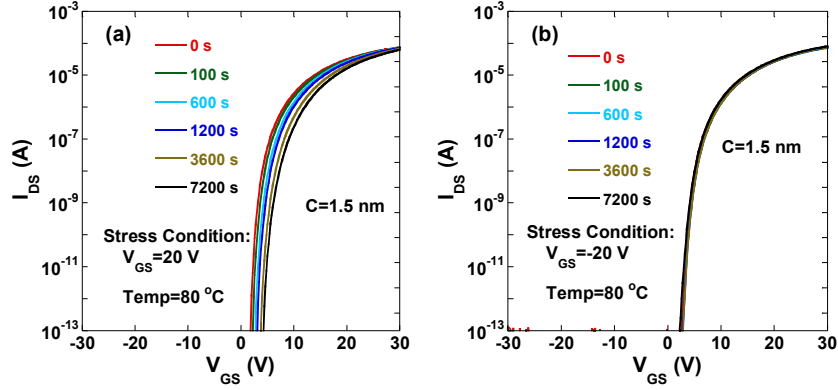 (a)
0 s
100 s
600 s
1200 s
3600 s
7200 s
C=1.5 nm
Stress Condition:
V_GS=20 V
Temp=80 °C
10^-3
10^-5
10^-7
10^-9
10^-11
10^-13
I_DS (A)
-30 -20 -10 0 10 20 30
V_GS (V)
(b)
0 s
100 s
600 s
1200 s
3600 s
7200 s
C=1.5 nm
Stress Condition:
V_GS=-20 V
Temp=80 °C
10^-3
10^-5
10^-7
10^-9
10^-11
10^-13
I_DS (A)
-30 -20 -10 0 10 20 30
V_GS (V)